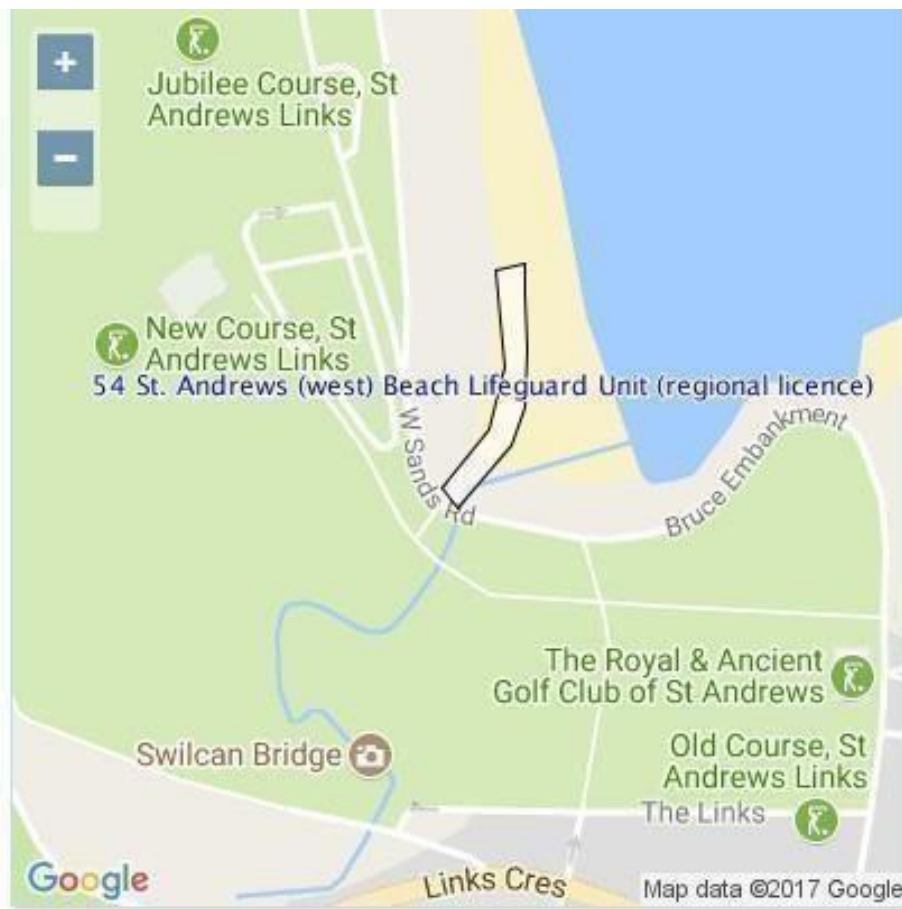 +
Jubilee Course, St
Andrews Links
−
New Course, St
Andrews Links
54 St. Andrews (west) Beach Lifeguard Unit (regional licence)
W Sands Rd
Bruce Embankment
The Royal & Ancient
Golf Club of St Andrews
Swilcan Bridge
Old Course, St
Andrews Links
The Links
Google
Links Cres
Map data ©2017 Google